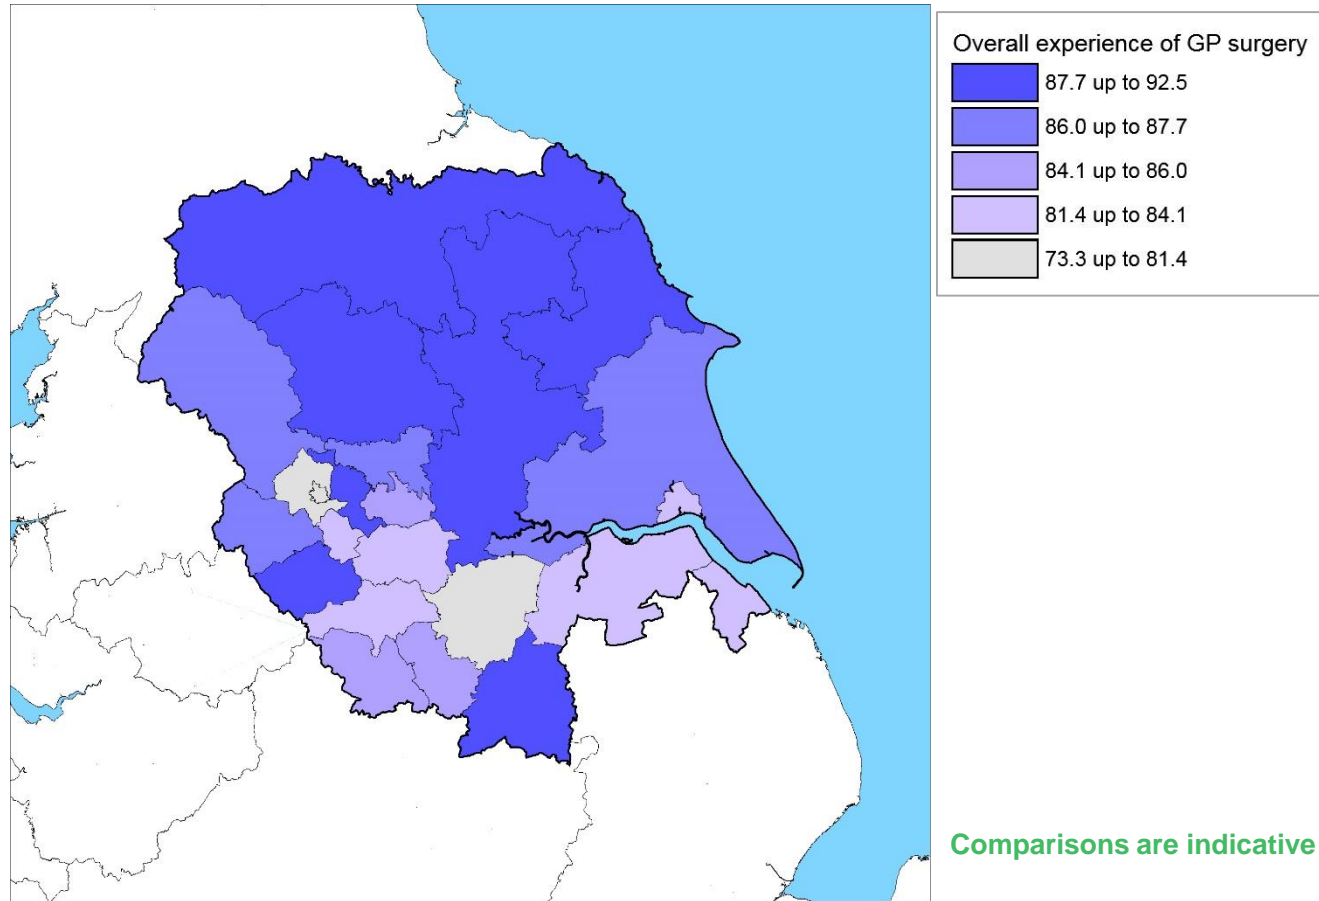 Overall experience of GP surgery
87.7 up to 92.5
86.0 up to 87.7
84.1 up to 86.0
81.4 up to 84.1
73.3 up to 81.4
Comparisons are indicative